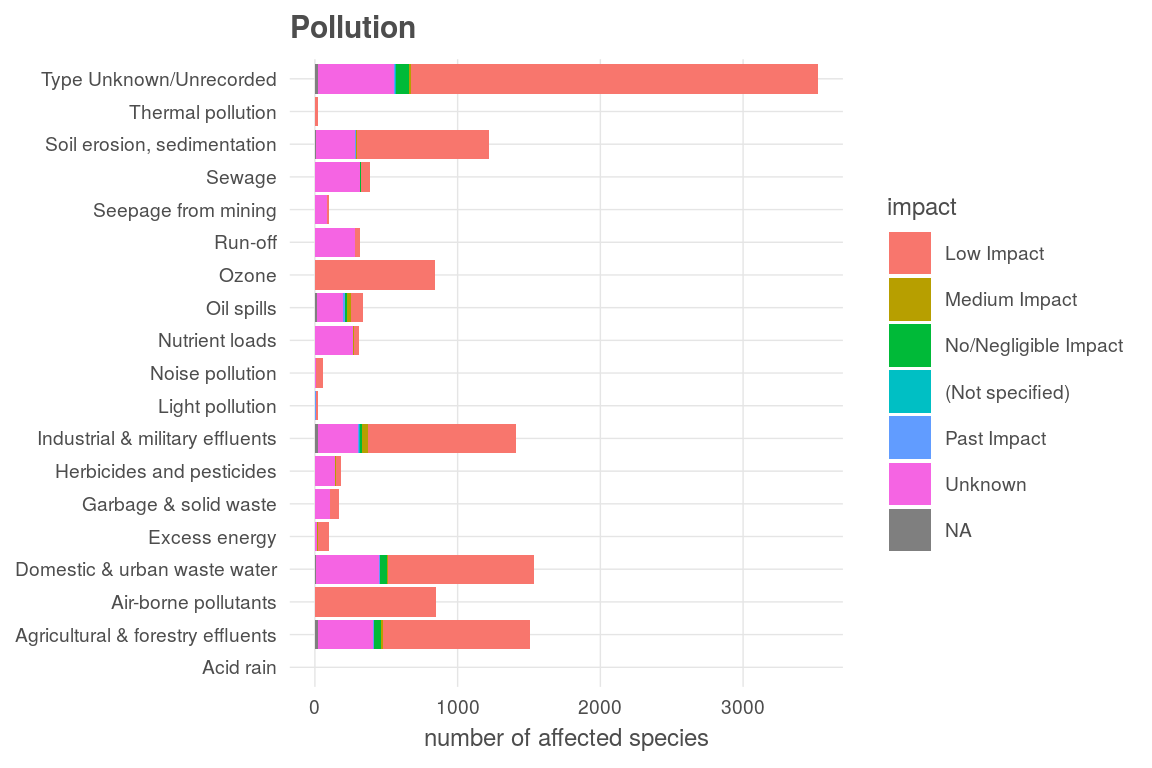 Pollution
Type Unknown/Unrecorded
Thermal pollution
Soil erosion, sedimentation
Sewage
Seepage from mining
Run-off
Ozone
Oil spills
Nutrient loads
Noise pollution
Light pollution
Industrial & military effluents
Herbicides and pesticides
Garbage & solid waste
Excess energy
Domestic & urban waste water
Air-borne pollutants
Agricultural & forestry effluents
Acid rain
0 1000 2000 3000
number of affected species
impact
Low Impact
Medium Impact
No/Negligible Impact
(Not specified)
Past Impact
Unknown
NA